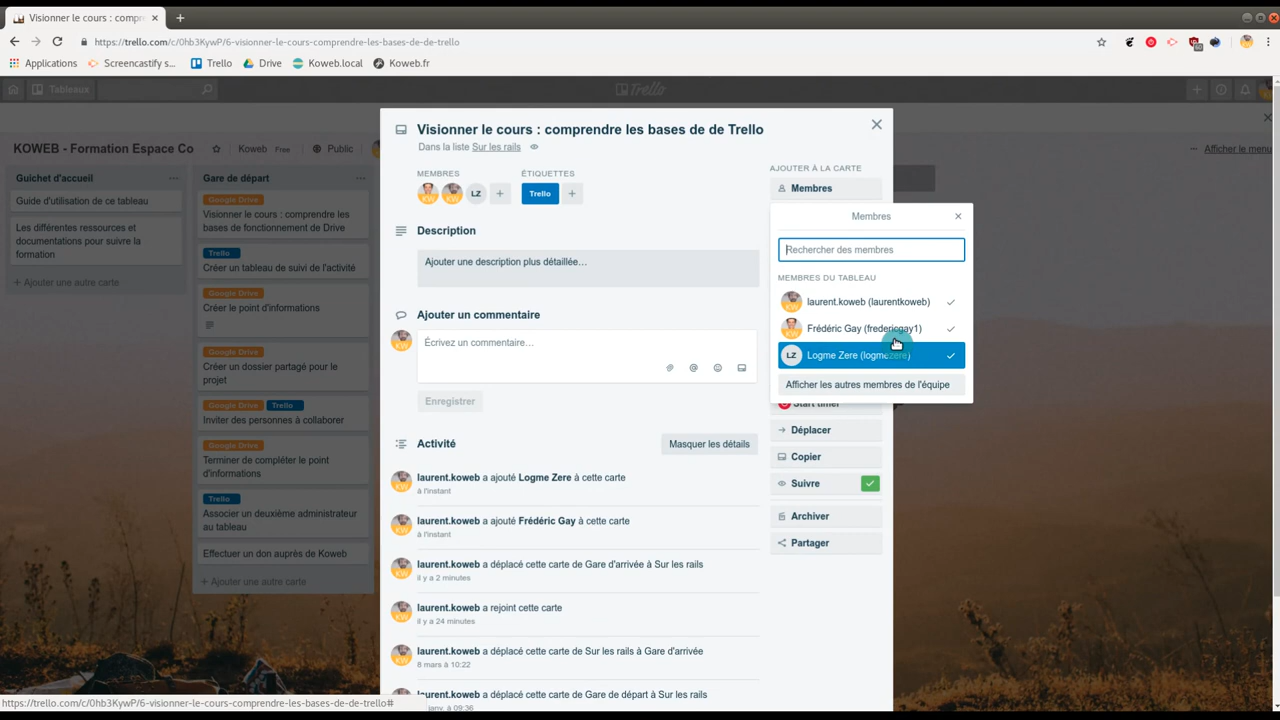 Visionner le cours : compr
https://trello.com/c/0hb3KywP/6-visionner-le-cours-comprendre-les-bases-de-de-trello
Applications
Screencastify s...
Trello
Drive
Koweb.local
Koweb.fr
Tableaux
Trello
KOWEB - Formation Espace Co
Koweb Free
Public
Afficher le menu
Guichet d'accueil
Guide d'utilisation de ce tableau
Les différentes ressources et
documentations pour suivre la
formation
+ Ajouter une autre carte
Gare de départ
Google Drive
Visionner le cours : comprendre les
bases de fonctionnement de Drive
Trello
Créer un tableau de suivi de l'activité
Google Drive
Créer le point d'informations
Google Drive
Créer un dossier partagé pour le
projet
Google Drive Trello
Inviter des personnes à collaborer
Google Drive
Terminer de compléter le point
d'informations
Trello
Associer un deuxième administrateur
au tableau
Effectuer un don auprès de Koweb
+ Ajouter une autre carte
Visionner le cours : comprendre les bases de de Trello
Dans la liste Sur les rails
MEMBRES
LZ
ÉTIQUETTES
Trello
Description
Ajouter une description plus détaillée…
Ajouter un commentaire
Écrivez un commentaire…
Enregistrer
Activité
Masquer les détails
laurent.koweb a ajouté Logme Zere à cette carte
à l'instant
laurent.koweb a ajouté Frédéric Gay à cette carte
à l'instant
laurent.koweb a déplacé cette carte de Gare d'arrivée à Sur les rails
il y a 2 minutes
laurent.koweb a rejoint cette carte
il y a 24 minutes
laurent.koweb a déplacé cette carte de Sur les rails à Gare d'arrivée
8 mars à 10:22
laurent.koweb a déplacé cette carte de Gare de départ à Sur les rails
janv. à 09:36
AJOUTER À LA CARTE
Membres
Membres
Rechercher des membres
MEMBRES DU TABLEAU
laurent.koweb (laurentkoweb)
Frédéric Gay (fredericgay1)
LZ Logme Zere (logmezere)
Afficher les autres membres de l'équipe
Start timer
Déplacer
Copier
Suivre
Archiver
Partager
https://trello.com/c/0hb3KywP/6-visionner-le-cours-comprendre-les-bases-de-de-trello#